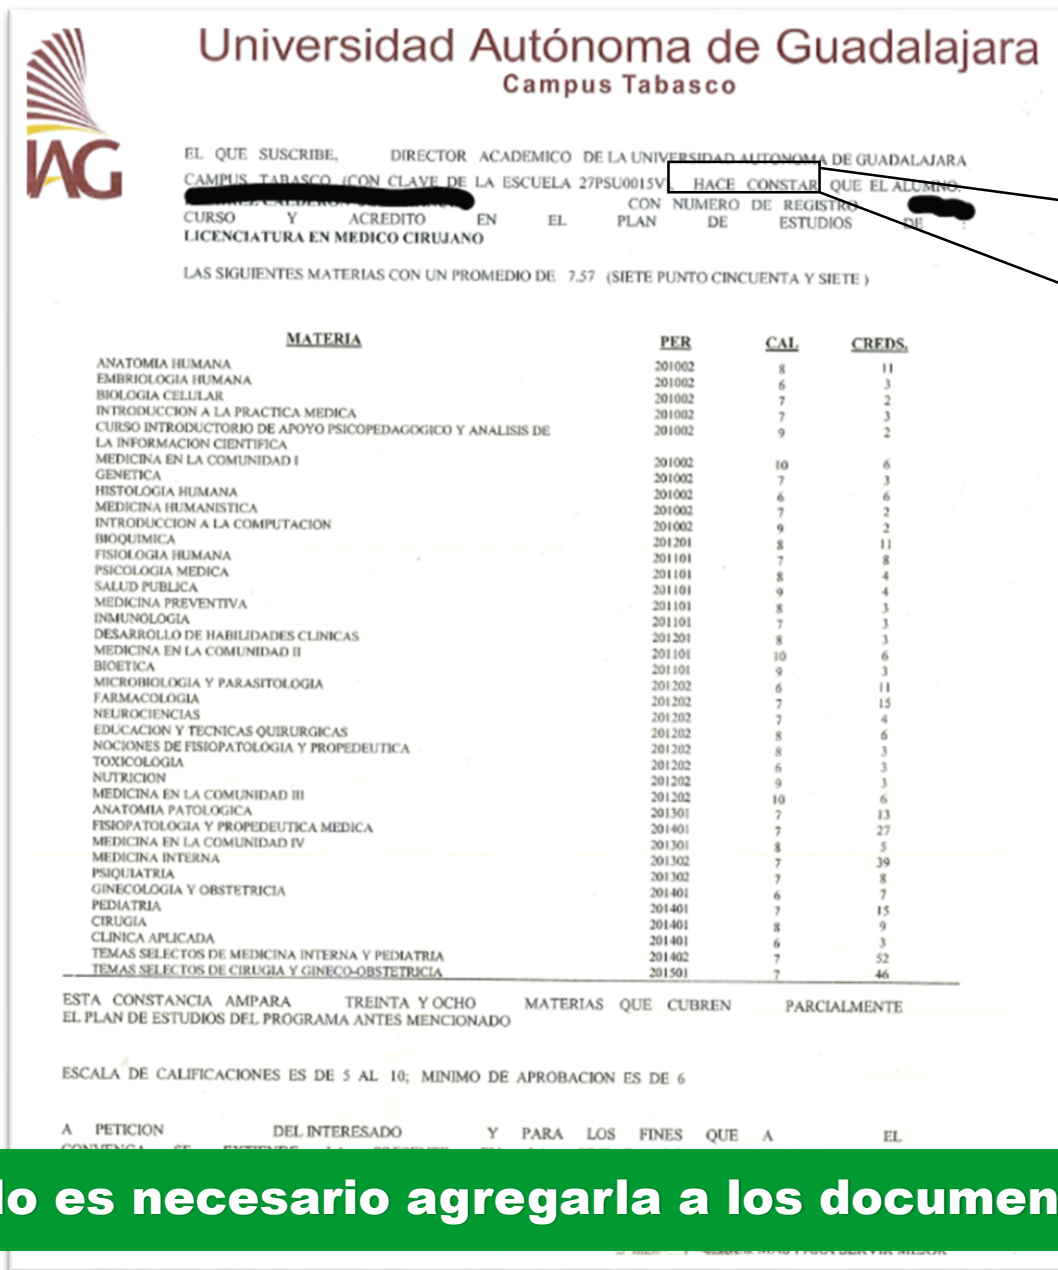 Universidad Autónoma de Guadalajara
Campus Tabasco
UAG
EL QUE SUSCRIBE, DIRECTOR ACADEMICO DE LA UNIVERSIDAD AUTONOMA DE GUADALAJARA
CAMPUS TABASCO (CON CLAVE DE LA ESCUELA 27PSU0015V), HACE CONSTAR QUE EL ALUMNO:
CON NUMERO DE REGISTRO
CURSO Y ACREDITO EN EL PLAN DE ESTUDIOS DE :
LICENCIATURA EN MEDICO CIRUJANO
LAS SIGUIENTES MATERIAS CON UN PROMEDIO DE 7.57 (SIETE PUNTO CINCUENTA Y SIETE )
MATERIA PER CAL CREDS.
ANATOMIA HUMANA 201002 8 11
EMBRIOLOGIA HUMANA 201002 6 3
BIOLOGIA CELULAR 201002 7 2
INTRODUCCION A LA PRACTICA MEDICA 201002 7 3
CURSO INTRODUCTORIO DE APOYO PSICOPEDAGOGICO Y ANALISIS DE 201002 9 2
LA INFORMACION CIENTIFICA
MEDICINA EN LA COMUNIDAD I 201002 10 6
GENETICA 201002 7 3
HISTOLOGIA HUMANA 201002 6 6
MEDICINA HUMANISTICA 201002 7 2
INTRODUCCION A LA COMPUTACION 201002 9 2
BIOQUIMICA 201201 8 11
FISIOLOGIA HUMANA 201101 7 8
PSICOLOGIA MEDICA 201101 8 4
SALUD PUBLICA 201101 9 4
MEDICINA PREVENTIVA 201101 8 3
INMUNOLOGIA 201101 7 3
DESARROLLO DE HABILIDADES CLINICAS 201201 8 3
MEDICINA EN LA COMUNIDAD II 201101 10 6
BIOETICA 201101 9 3
MICROBIOLOGIA Y PARASITOLOGIA 201202 6 11
FARMACOLOGIA 201202 7 15
NEUROCIENCIAS 201202 7 4
EDUCACION Y TECNICAS QUIRURGICAS 201202 8 6
NOCIONES DE FISIOPATOLOGIA Y PROPEDEUTICA 201202 8 3
TOXICOLOGIA 201202 6 3
NUTRICION 201202 9 3
MEDICINA EN LA COMUNIDAD III 201202 10 6
ANATOMIA PATOLOGICA 201301 7 13
FISIOPATOLOGIA Y PROPEDEUTICA MEDICA 201401 7 27
MEDICINA EN LA COMUNIDAD IV 201301 8 5
MEDICINA INTERNA 201302 7 39
PSIQUIATRIA 201302 7 8
GINECOLOGIA Y OBSTETRICIA 201401 6 7
PEDIATRIA 201401 7 15
CIRUGIA 201401 8 9
CLINICA APLICADA 201401 6 3
TEMAS SELECTOS DE MEDICINA INTERNA Y PEDIATRIA 201402 7 52
TEMAS SELECTOS DE CIRUGIA Y GINECO-OBSTETRICIA 201501 7 46
ESTA CONSTANCIA AMPARA TREINTA Y OCHO MATERIAS QUE CUBREN PARCIALMENTE
EL PLAN DE ESTUDIOS DEL PROGRAMA ANTES MENCIONADO
ESCALA DE CALIFICACIONES ES DE 5 AL 10; MINIMO DE APROBACION ES DE 6
A PETICION DEL INTERESADO Y PARA LOS FINES QUE A EL
lo es necesario agregarla a los documen